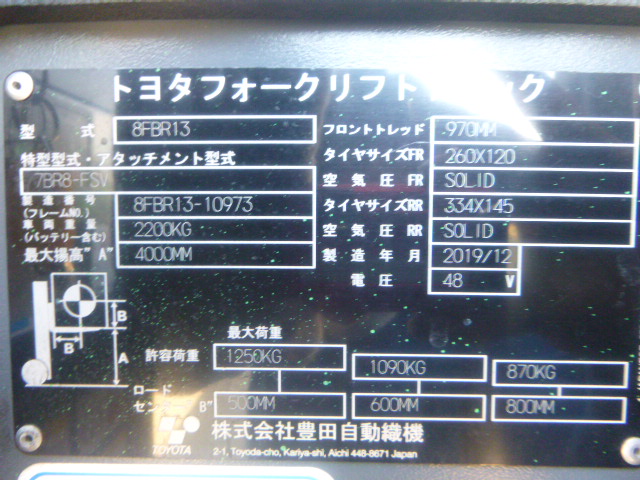 トヨタフォークリフト ック
型 式 8FBR13 フロントトレッド 970MM
特型型式・アタッチメント型式 タイヤサイズFR 260X120
7BR8-FSV 空気圧 FR SOLID
製造番号 (フレームNO.) 8FBR13-10973 タイヤサイズRR 334X145
車両重量 (バッテリー含む) 2200KG 空気圧 RR SOLID
最大揚高"A" 4000MM 製造年月 2019/12
電圧 48 V
B
B A
最大荷重
許容荷重 1250KG 1090KG 870KG
ロード
セン B" 500MM 600MM 800MM
TOYOTA 株式会社豊田自動織機
2-1, Toyoda-cho, Kariya-shi, Aichi 448-8671 Japan